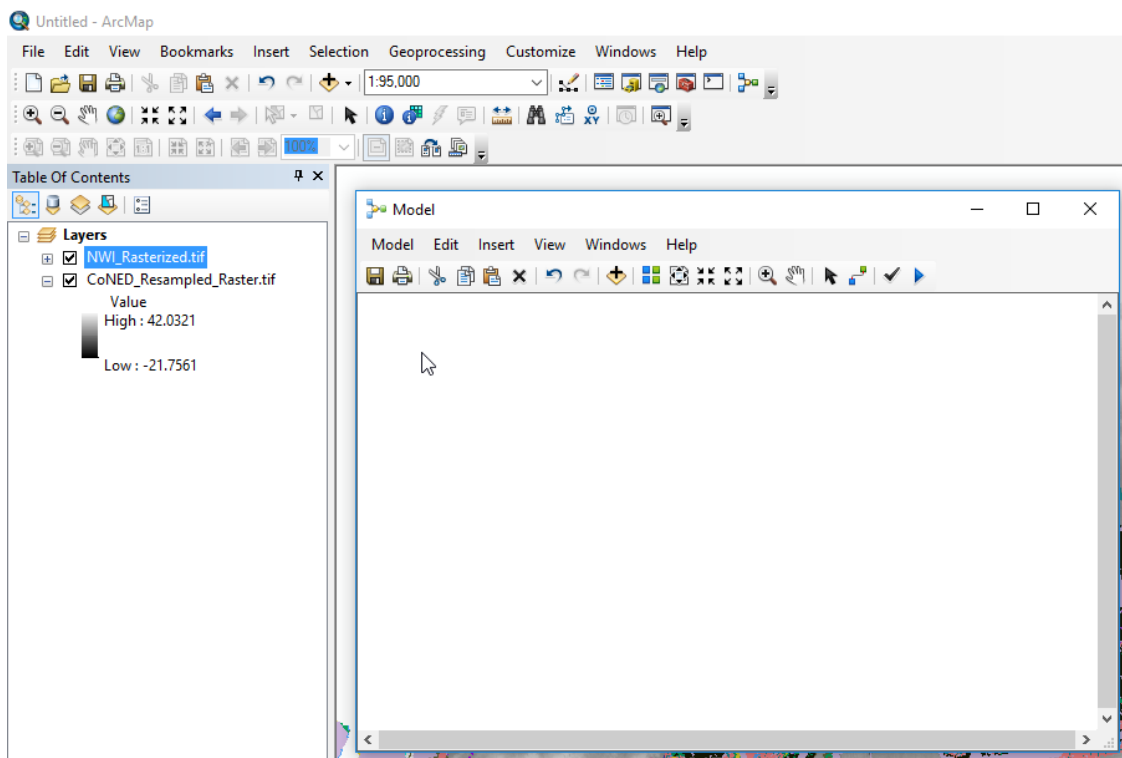 Untitled - ArcMap
File Edit View Bookmarks Insert Selection Geoprocessing Customize Windows Help
1:95,000
100%
Table Of Contents
Model
Layers
Model Edit Insert View Windows Help
NWI_Rasterized.tif
CoNED_Resampled_Raster.tif
Value
High : 42.0321
Low : -21.7561